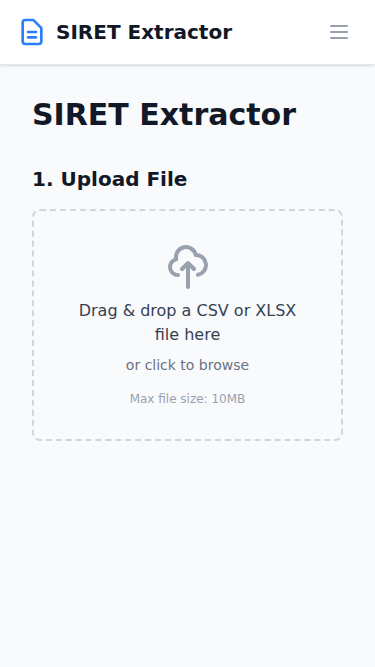 SIRET Extractor
SIRET Extractor
1. Upload File
Drag & drop a CSV or XLSX
file here
or click to browse
Max file size: 10MB